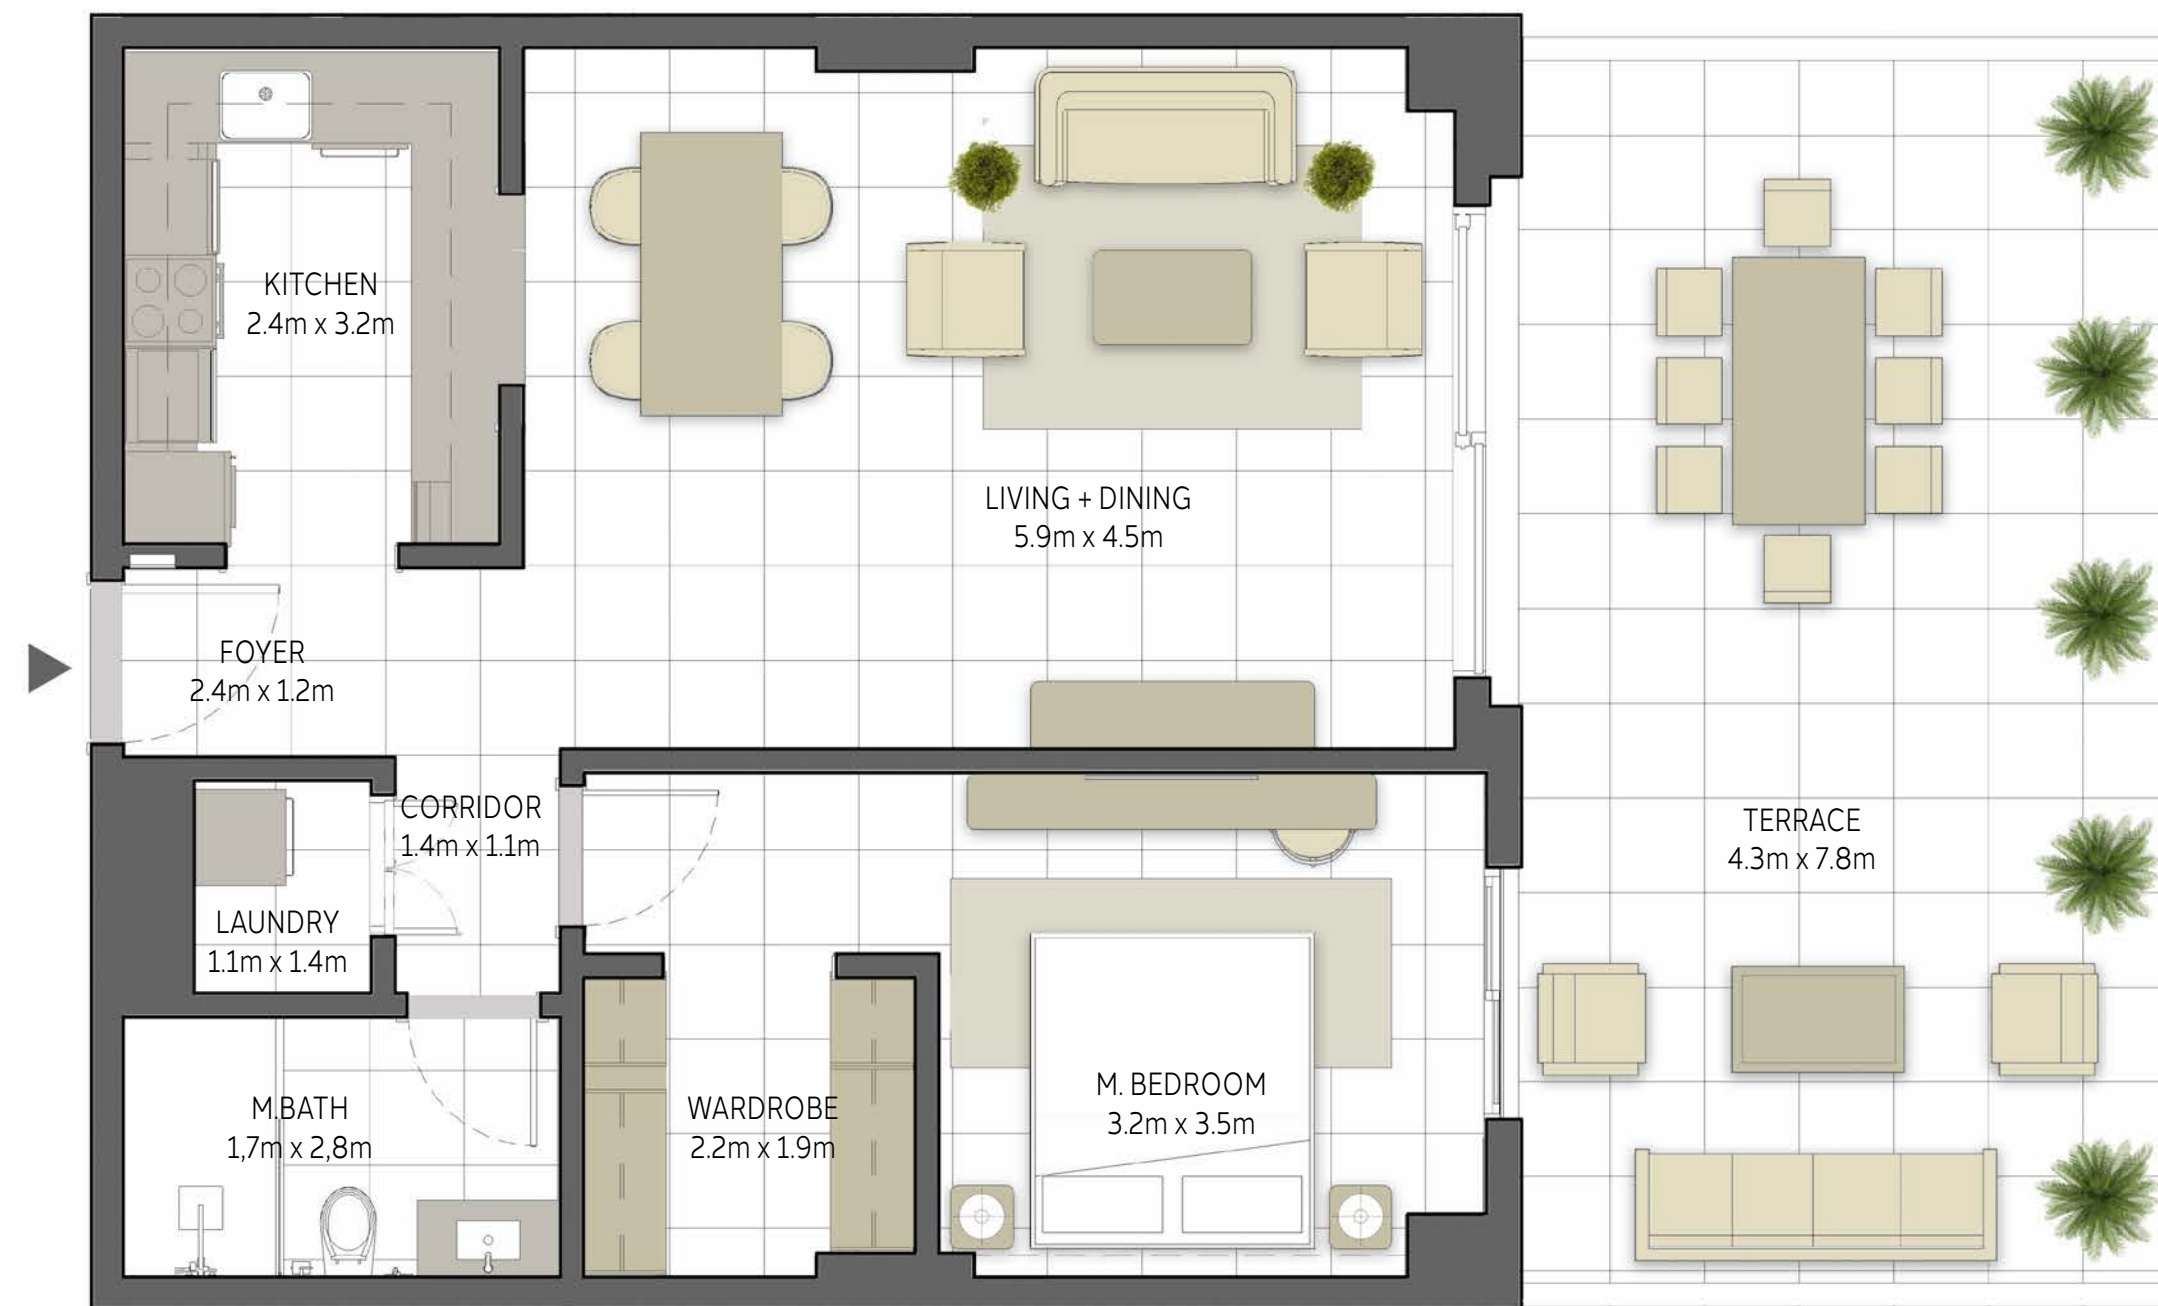 KITCHEN
2.4m x 3.2m
LIVING + DINING
5.9m x 4.5m
FOYER
2.4m x 1.2m
CORRIDOR
1.4m x 1.1m
TERRACE
4.3m x 7.8m
LAUNDRY
1.1m x 1.4m
M.BATH
1,7m x 2,8m
WARDROBE
2.2m x 1.9m
M. BEDROOM
3.2m x 3.5m